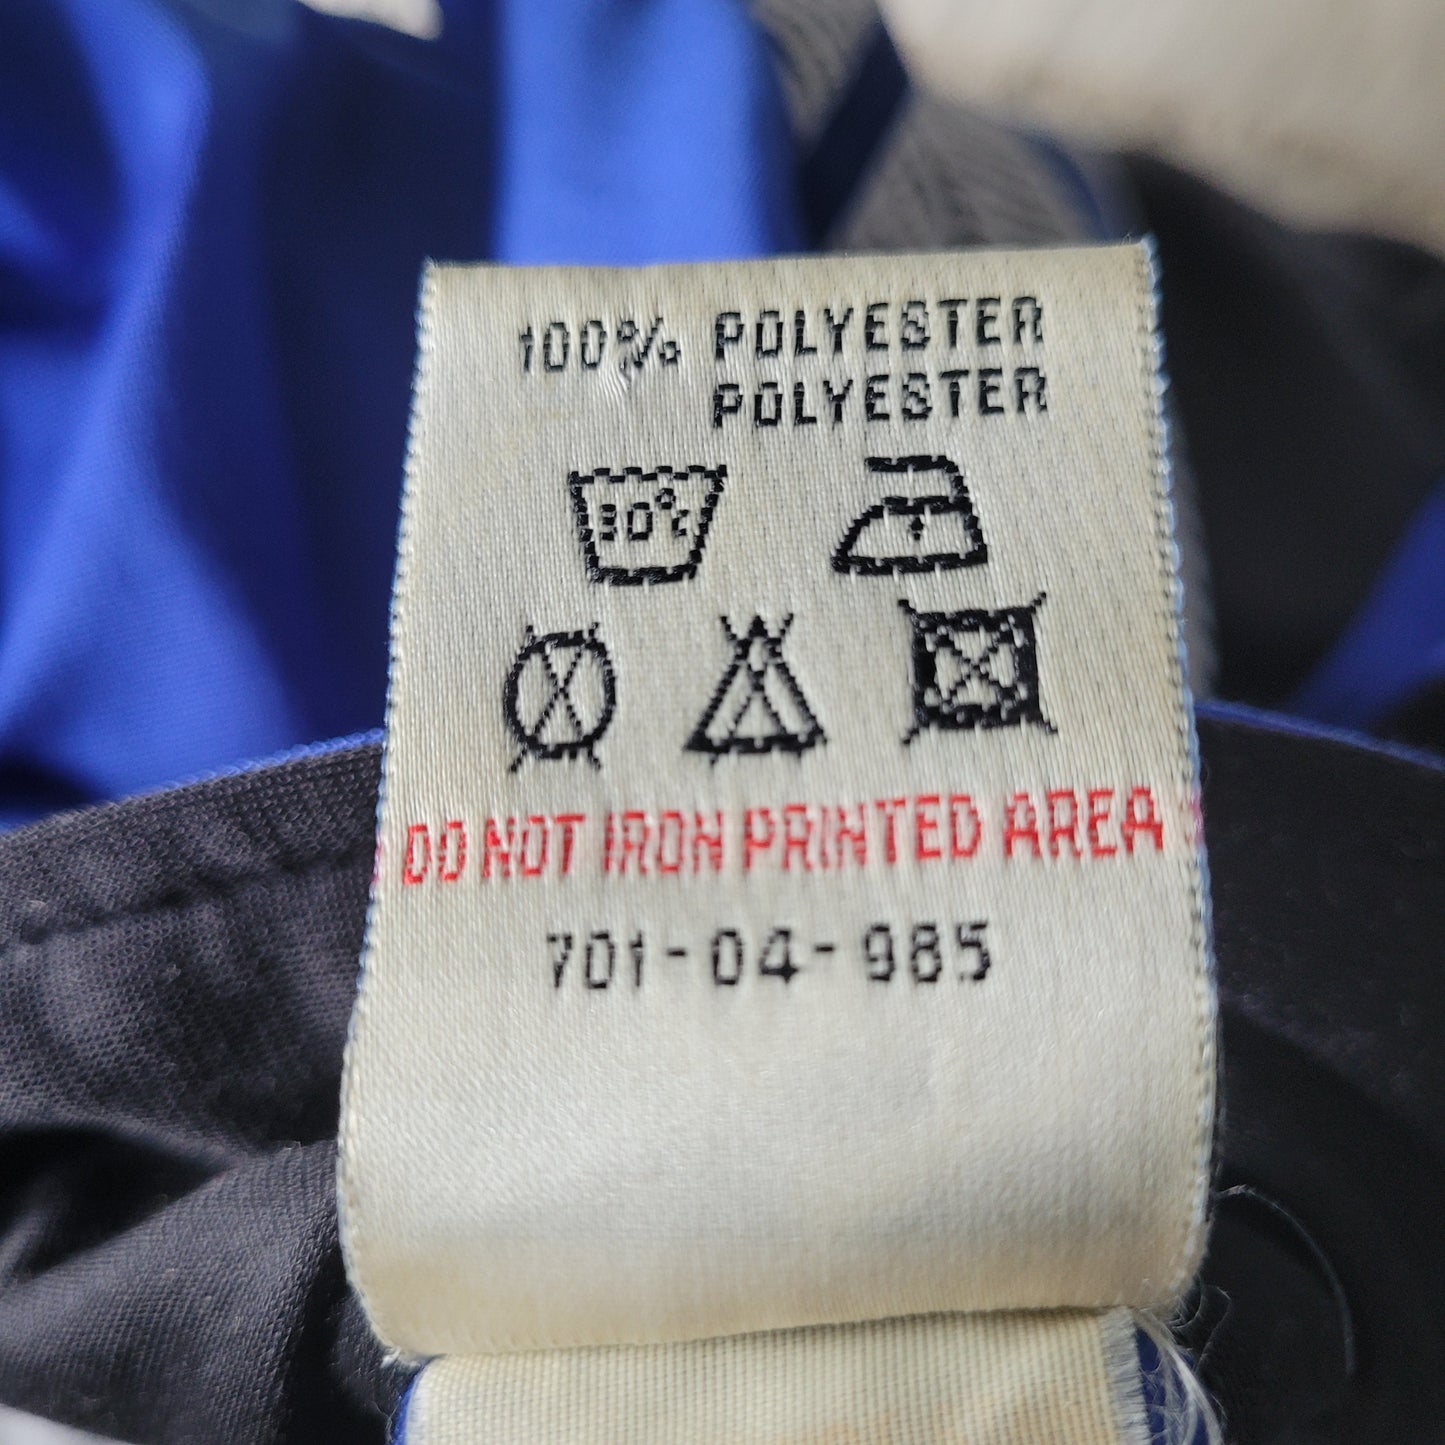 100% POLYESTER
POLYESTER
30°C
DO NOT IRON PRINTED AREA
701-04-985